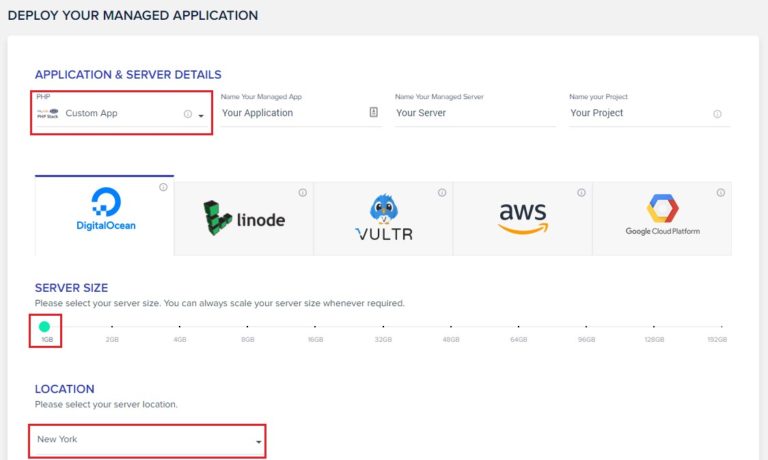 DEPLOY YOUR MANAGED APPLICATION
APPLICATION & SERVER DETAILS
PHP
Name Your Managed App
Name Your Managed Server
Name your Project
PHP Stack
Custom App
Your Application
Your Server
Your Project
DigitalOcean
linode
VULTR
aws
Google Cloud Platform
SERVER SIZE
Please select your server size. You can always scale your server size whenever required.
1GB 2GB 4GB 8GB 16GB 32GB 48GB 64GB 96GB 128GB 192GB
LOCATION
Please select your server location.
New York